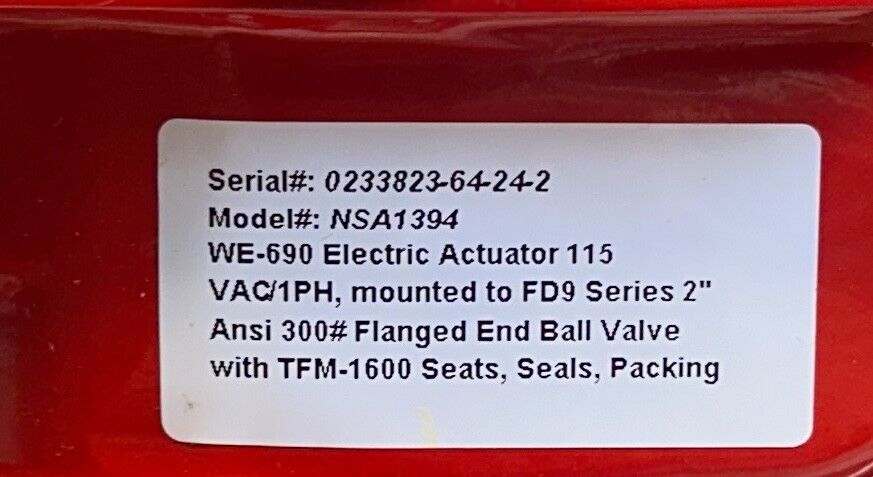 Serial#: 0233823-64-24-2
Model#: NSA1394
WE-690 Electric Actuator 115
VAC/1PH, mounted to FD9 Series 2"
Ansi 300# Flanged End Ball Valve
with TFM-1600 Seats, Seals, Packing